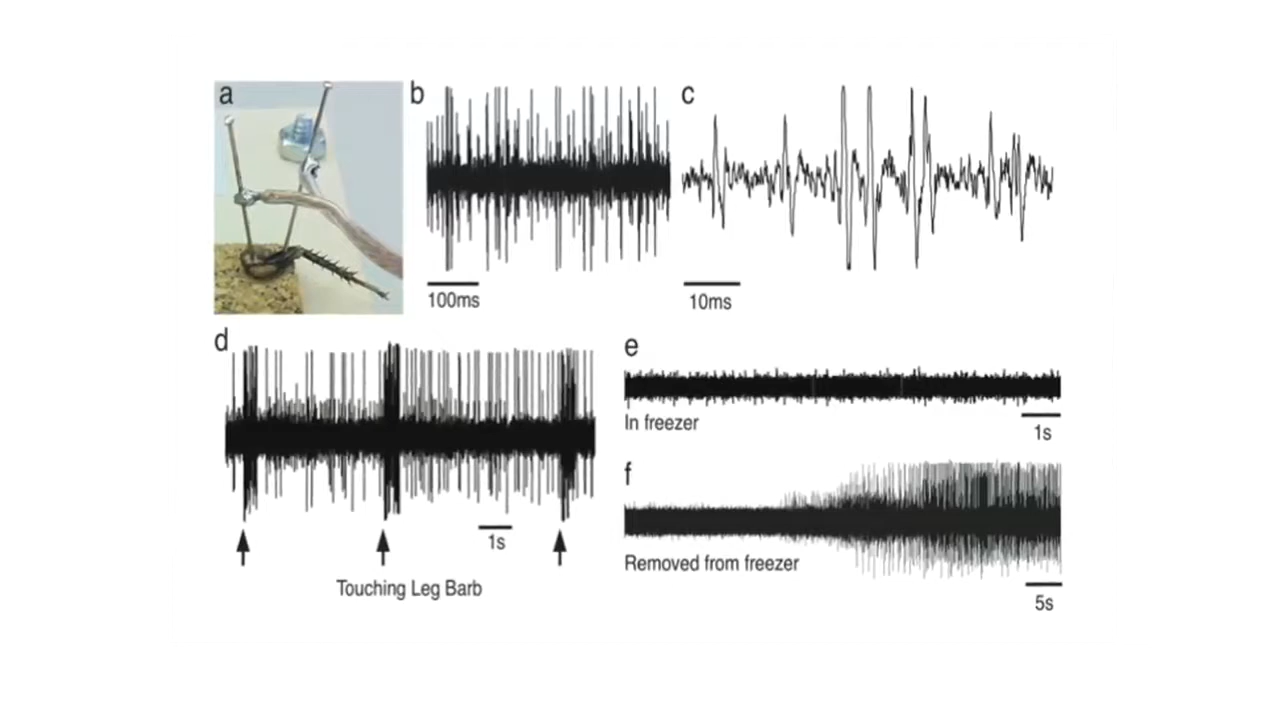 a
b
c
100ms
10ms
d
1s
Touching Leg Barb
e
In freezer
1s
f
Removed from freezer
5s